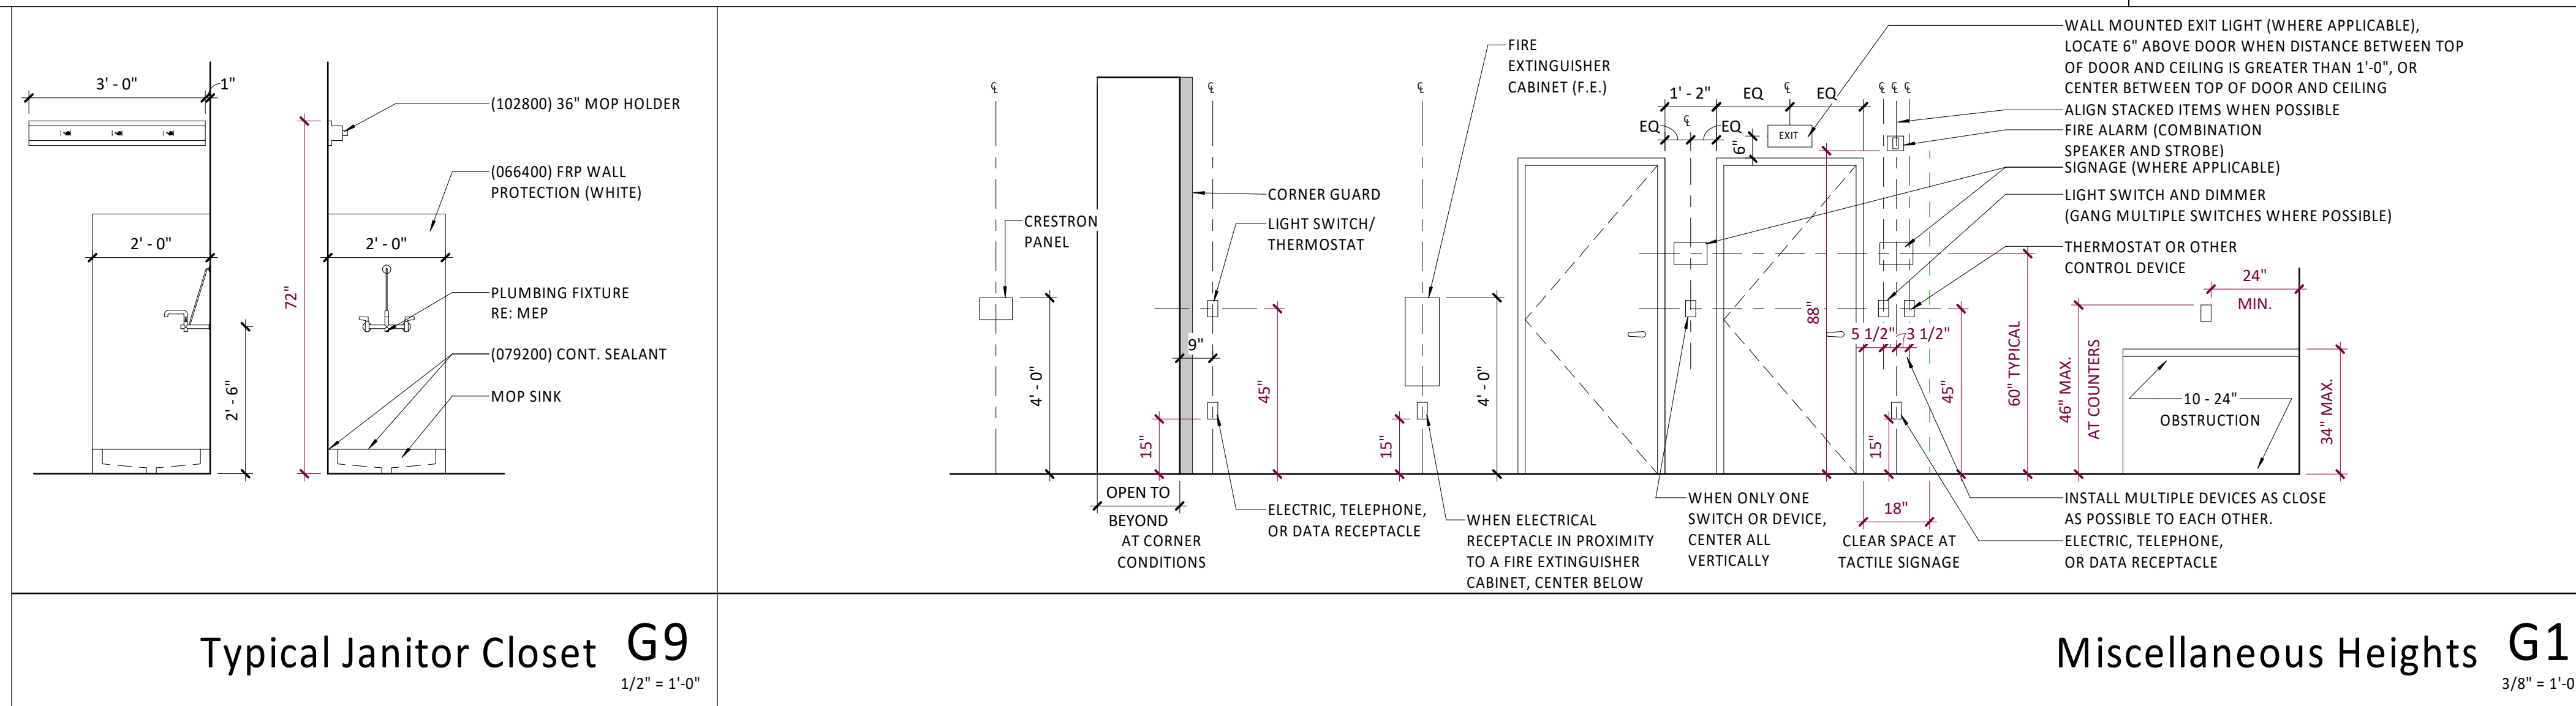 3' - 0"
1"
(102800) 36" MOP HOLDER
(066400) FRP WALL
PROTECTION (WHITE)
2' - 0"
2' - 0"
72"
PLUMBING FIXTURE
RE: MEP
(079200) CONT. SEALANT
2' - 6"
MOP SINK
Typical Janitor Closet G9
1/2" = 1'-0"
℄
CRESTRON
PANEL
4' - 0"
OPEN TO
BEYOND
AT CORNER
CONDITIONS
℄
CORNER GUARD
LIGHT SWITCH/
THERMOSTAT
9"
45"
15"
ELECTRIC, TELEPHONE,
OR DATA RECEPTACLE
℄
FIRE
EXTINGUISHER
CABINET (F.E.)
4' - 0"
15"
WHEN ELECTRICAL
RECEPTACLE IN PROXIMITY
TO A FIRE EXTINGUISHER
CABINET, CENTER BELOW
1' - 2"
EQ
℄
EQ
EQ
℄
EQ
6"
EXIT
℄ ℄ ℄
88"
5 1/2"
3 1/2"
45"
15"
60" TYPICAL
18"
WHEN ONLY ONE
SWITCH OR DEVICE,
CENTER ALL
VERTICALLY
CLEAR SPACE AT
TACTILE SIGNAGE
WALL MOUNTED EXIT LIGHT (WHERE APPLICABLE),
LOCATE 6" ABOVE DOOR WHEN DISTANCE BETWEEN TOP
OF DOOR AND CEILING IS GREATER THAN 1'-0", OR
CENTER BETWEEN TOP OF DOOR AND CEILING
ALIGN STACKED ITEMS WHEN POSSIBLE
FIRE ALARM (COMBINATION
SPEAKER AND STROBE)
SIGNAGE (WHERE APPLICABLE)
LIGHT SWITCH AND DIMMER
(GANG MULTIPLE SWITCHES WHERE POSSIBLE)
THERMOSTAT OR OTHER
CONTROL DEVICE
24"
MIN.
46" MAX.
AT COUNTERS
10 - 24"
OBSTRUCTION
34" MAX.
INSTALL MULTIPLE DEVICES AS CLOSE
AS POSSIBLE TO EACH OTHER.
ELECTRIC, TELEPHONE,
OR DATA RECEPTACLE
Miscellaneous Heights G1
3/8" = 1'-0